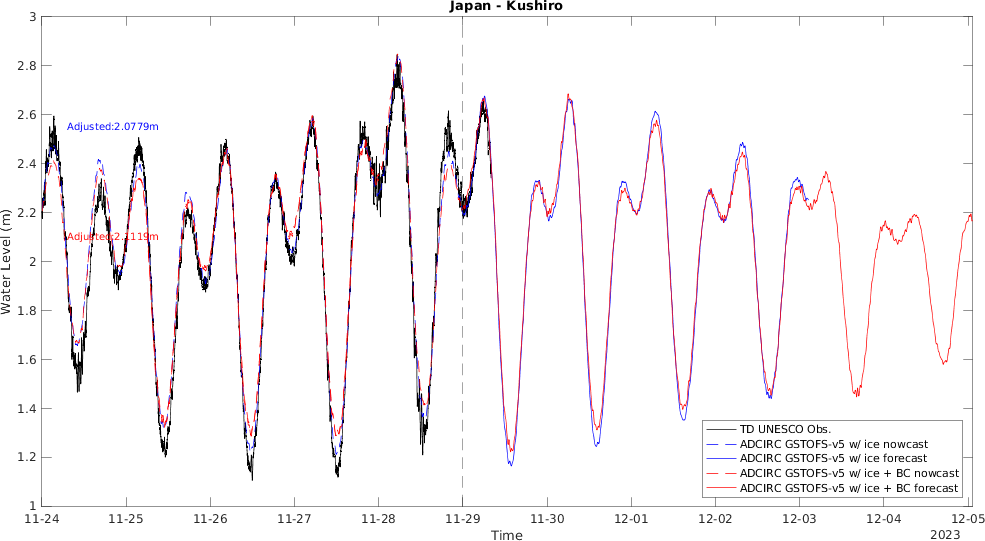 Japan - Kushiro
3
2.8
2.6
2.4
2.2
2
1.8
1.6
1.4
1.2
1
Water Level (m)
Adjusted:2.0779m
Adjusted:2.1119m
TD UNESCO Obs.
ADCIRC GSTOFS-v5 w/ ice nowcast
ADCIRC GSTOFS-v5 w/ ice forecast
ADCIRC GSTOFS-v5 w/ ice + BC nowcast
ADCIRC GSTOFS-v5 w/ ice + BC forecast
11-24 11-25 11-26 11-27 11-28 11-29 11-30 12-01 12-02 12-03 12-04 12-05
Time
2023